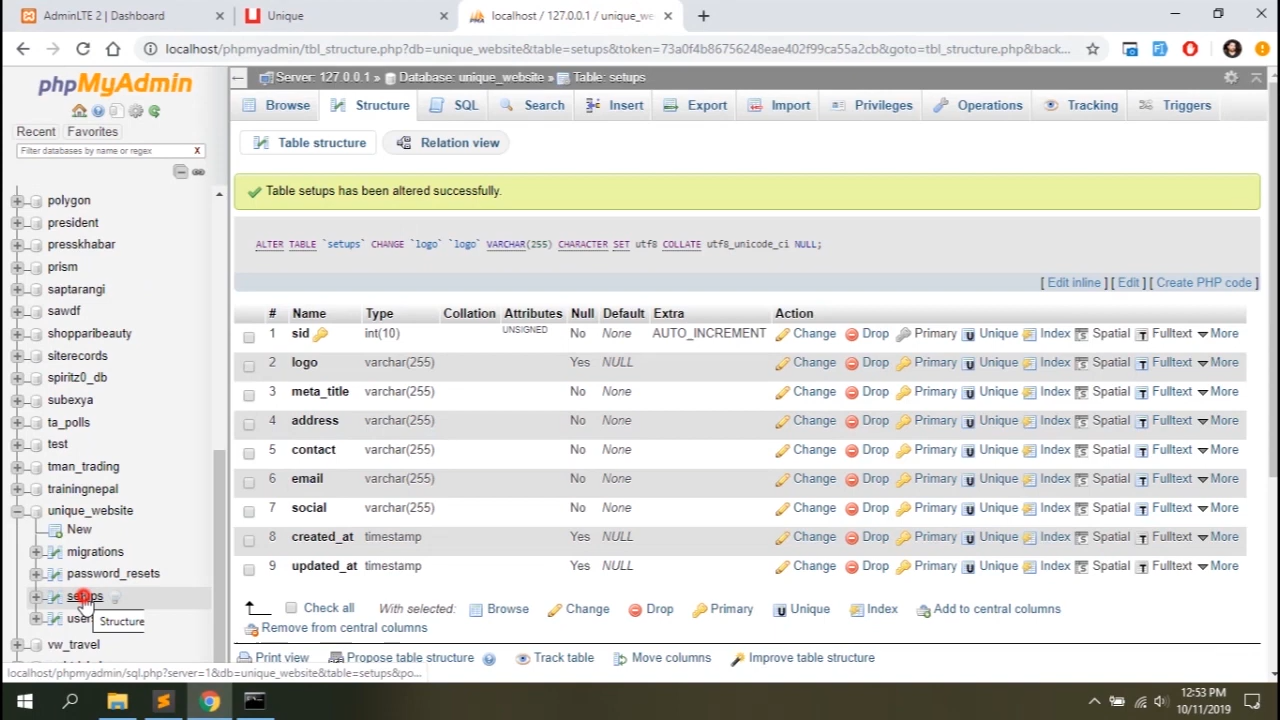 AdminLTE 2 | Dashboard
Unique
localhost / 127.0.0.1 / unique_we
localhost/phpmyadmin/tbl_structure.php?db=unique_website&table=setups&token=73a0f4b86756248eae402f99ca55a2cb&goto=tbl_structure.php&back...
phpMyAdmin
Recent Favorites
Filter databases by name or regex X
polygon
president
presskhabar
prism
saptarangi
sawdf
shopparibeauty
siterecords
spiritz0_db
subexya
ta_polls
test
tman_trading
trainingnepal
unique_website
New
migrations
password_resets
setups
user
Structure
vw_travel
Server: 127.0.0.1 » Database: unique_website » Table: setups
Browse Structure SQL Search Insert Export Import Privileges Operations Tracking Triggers
Table structure Relation view
Table setups has been altered successfully.
ALTER TABLE `setups` CHANGE `logo` `logo` VARCHAR(255) CHARACTER SET utf8 COLLATE utf8_unicode_ci NULL;
[ Edit inline ] [ Edit ] [ Create PHP code ]
# Name Type Collation Attributes Null Default Extra Action
1 sid int(10) UNSIGNED No None AUTO_INCREMENT Change Drop Primary Unique Index Spatial Fulltext More
2 logo varchar(255) Yes NULL Change Drop Primary Unique Index Spatial Fulltext More
3 meta_title varchar(255) No None Change Drop Primary Unique Index Spatial Fulltext More
4 address varchar(255) No None Change Drop Primary Unique Index Spatial Fulltext More
5 contact varchar(255) No None Change Drop Primary Unique Index Spatial Fulltext More
6 email varchar(255) No None Change Drop Primary Unique Index Spatial Fulltext More
7 social varchar(255) No None Change Drop Primary Unique Index Spatial Fulltext More
8 created_at timestamp Yes NULL Change Drop Primary Unique Index Spatial Fulltext More
9 updated_at timestamp Yes NULL Change Drop Primary Unique Index Spatial Fulltext More
Check all With selected: Browse Change Drop Primary Unique Index Add to central columns
Remove from central columns
Print view Propose table structure Track table Move columns Improve table structure
localhost/phpmyadmin/sql.php?server=1&db=unique_website&table=setups&po...
12:53 PM
10/11/2019